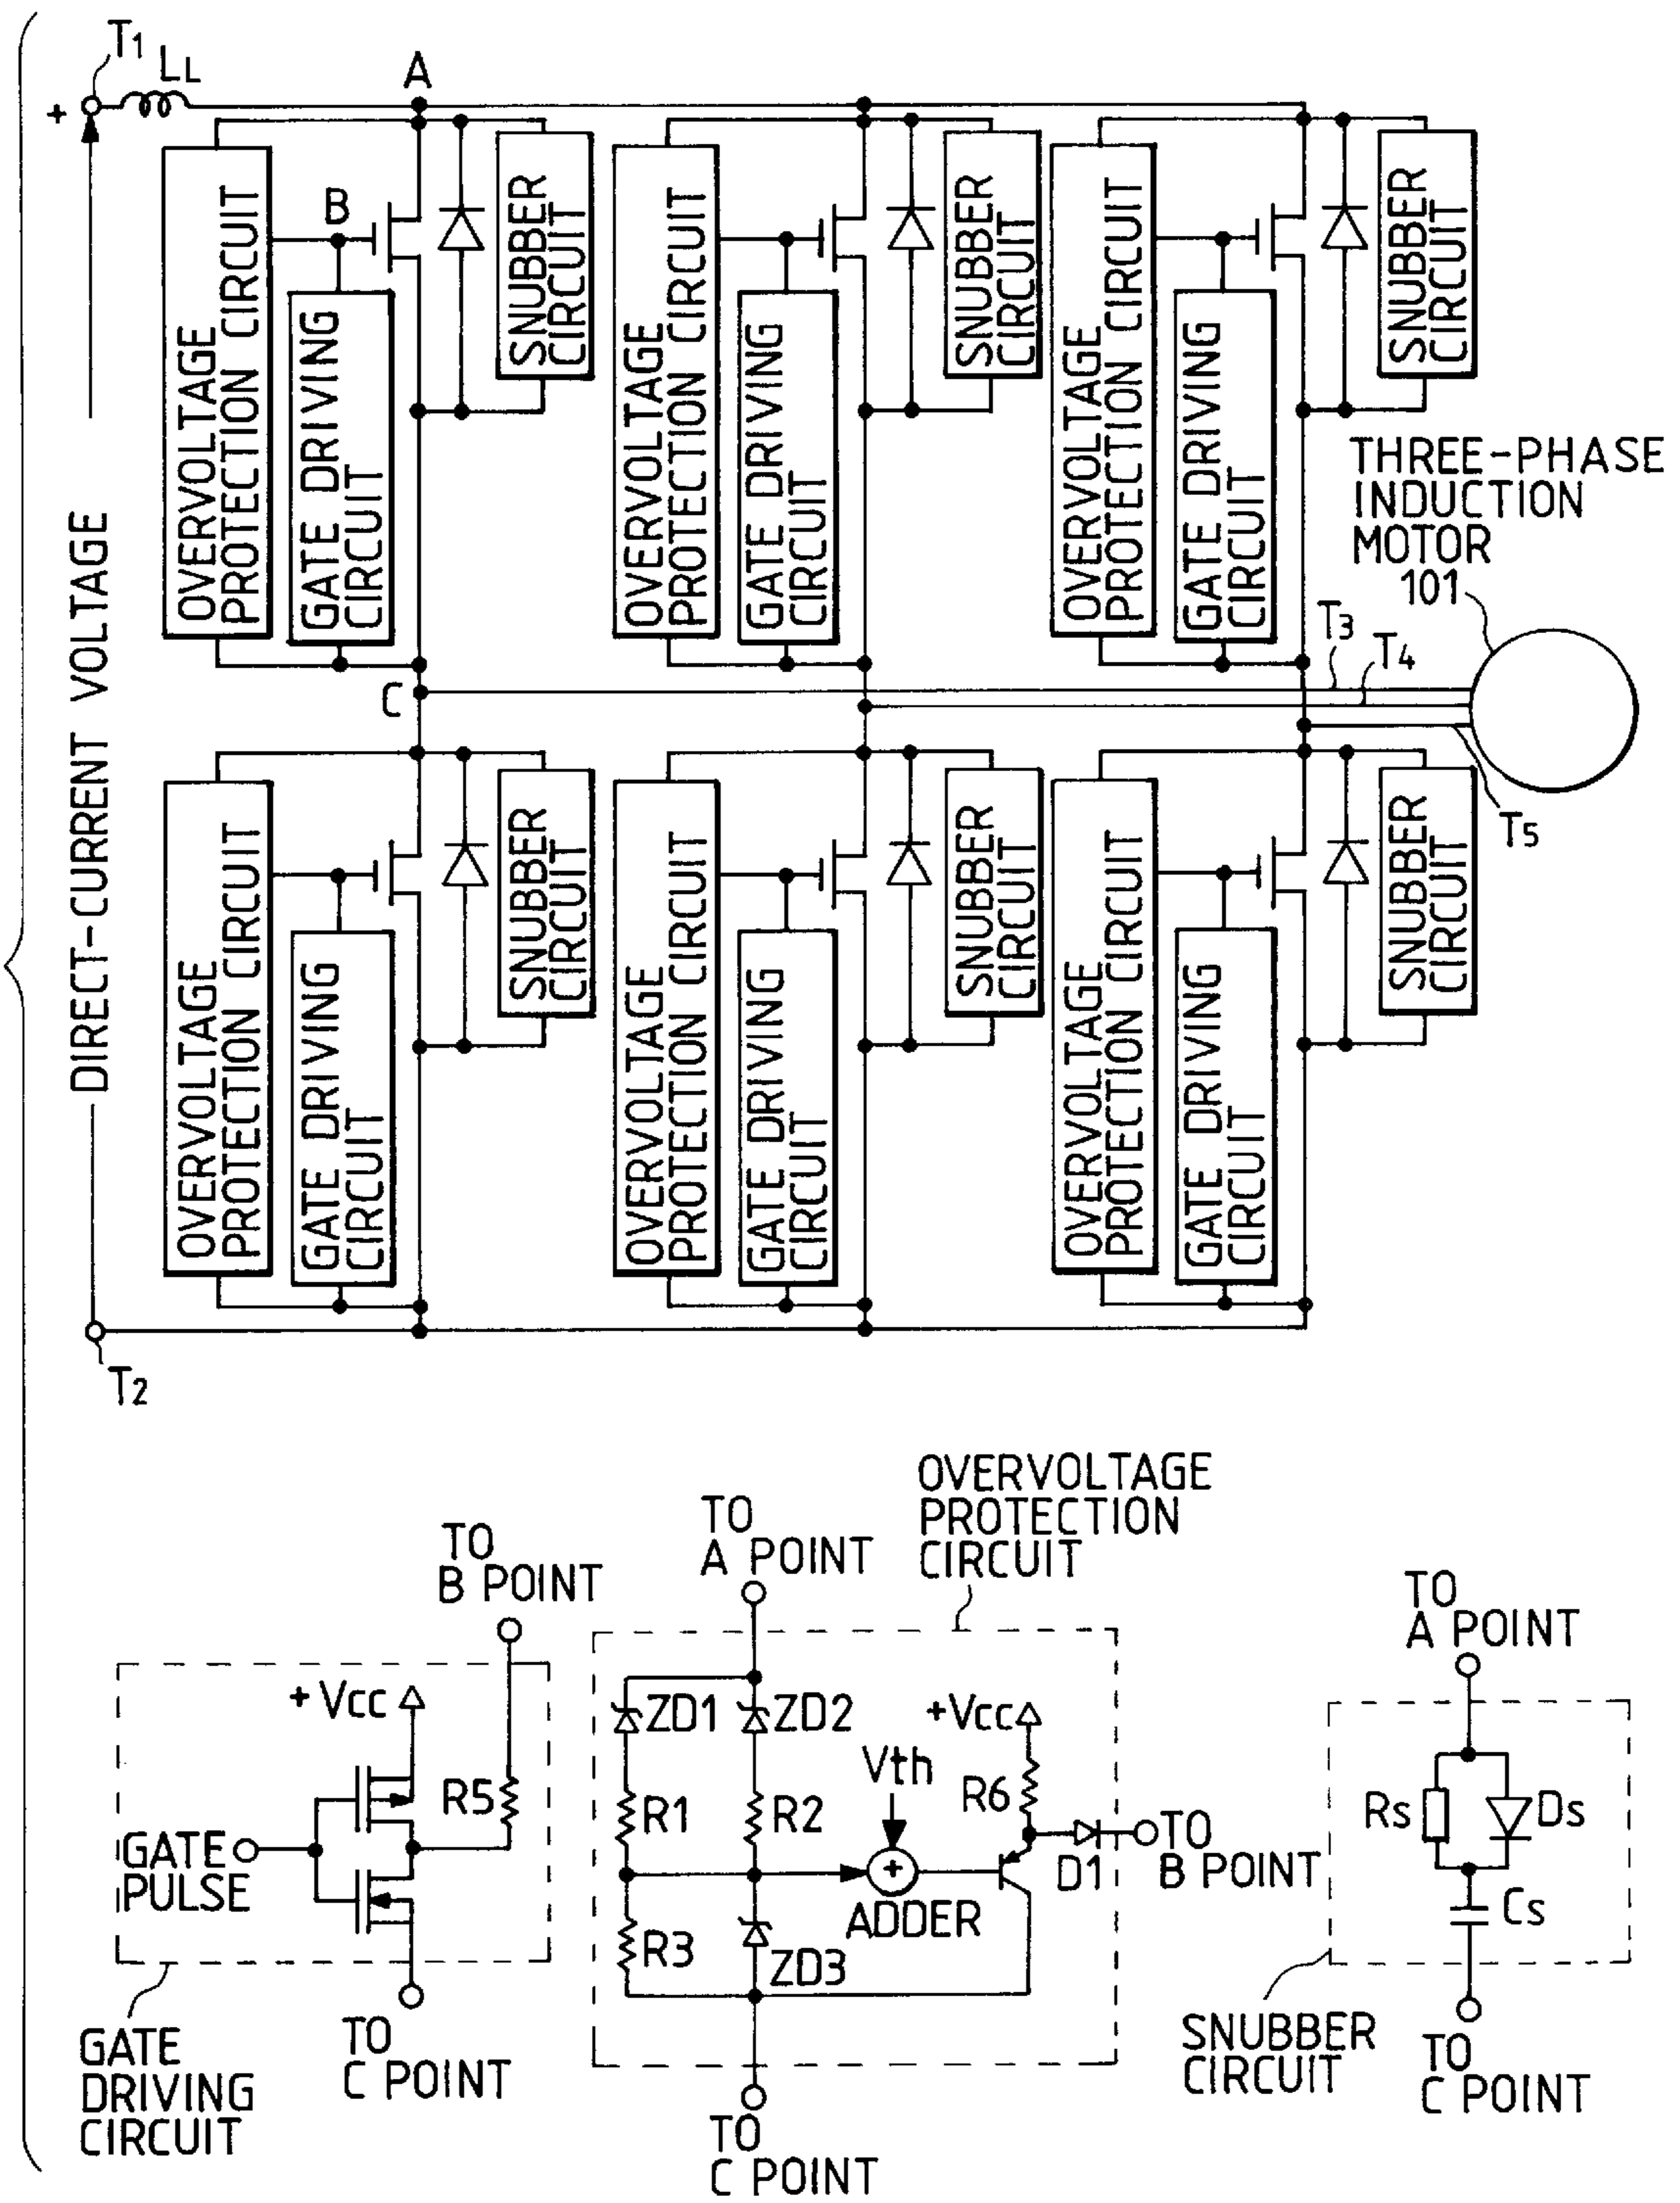 T1
LL
A
+
OVERVOLTAGE
PROTECTION CIRCUIT
B
GATE DRIVING
CIRCUIT
SNUBBER
CIRCUIT
OVERVOLTAGE
PROTECTION CIRCUIT
GATE DRIVING
CIRCUIT
SNUBBER
CIRCUIT
OVERVOLTAGE
PROTECTION CIRCUIT
GATE DRIVING
CIRCUIT
SNUBBER
CIRCUIT
DIRECT-CURRENT VOLTAGE
THREE-PHASE
INDUCTION
MOTOR
101
T3
T4
C
T5
OVERVOLTAGE
PROTECTION CIRCUIT
GATE DRIVING
CIRCUIT
SNUBBER
CIRCUIT
OVERVOLTAGE
PROTECTION CIRCUIT
GATE DRIVING
CIRCUIT
SNUBBER
CIRCUIT
OVERVOLTAGE
PROTECTION CIRCUIT
GATE DRIVING
CIRCUIT
SNUBBER
CIRCUIT
T2
TO
B POINT
+Vcc
R5
GATE
PULSE
TO
C POINT
GATE
DRIVING
CIRCUIT
TO
A POINT
OVERVOLTAGE
PROTECTION
CIRCUIT
ZD1
ZD2
+Vcc
Vth
R6
R1
R2
+
D1
TO
B POINT
ADDER
R3
ZD3
TO
C POINT
TO
A POINT
Rs
Ds
Cs
SNUBBER
CIRCUIT
TO
C POINT